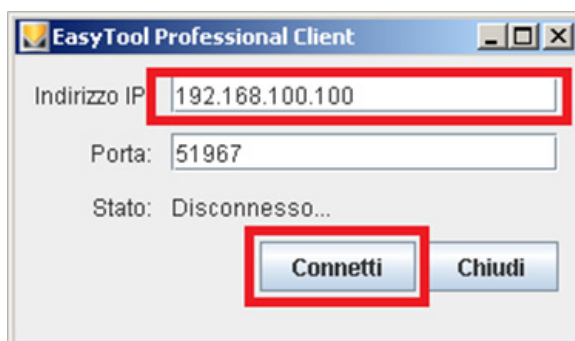 EasyTool Professional Client
Indirizzo IP 192.168.100.100
Porta: 51967
Stato: Disconnesso...
Connetti Chiudi